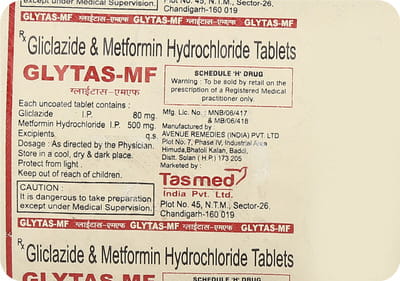 except under Medical Supervision.
Plot No. 45, N.T.M., Sector-26,
Chandigarh-160 019
GLYTAS-MF ग्लाईटास-एमएफ GLYTAS-MF ग्लाईटास-एमएफ GLYTAS-MF
Rx Gliclazide & Metformin Hydrochloride Tablets
GLYTAS-MF
ग्लाईटास-एमएफ
SCHEDULE 'H' DRUG
Warning : To be sold by retail on the
prescription of a Registered Medical
practitioner only.
Each uncoated tablet contains :
Gliclazide I.P. 80 mg.
Metformin Hydrochloride I.P. 500 mg.
Excipients q.s.
Dosage : As directed by the Physician.
Store in a cool, dry & dark place.
Protect from light .
Keep out of reach of children.
CAUTION :
It is dangerous to take preparation
except under Medical Supervision.
Mfg. Lic. No.: MNB/06/417
& MB/06/418
Manufactured by
AVENUE REMEDIES (INDIA) PVT. LTD
Plot No. 7, Phase IV, Industrial Area
Himuda,Bhatoli Kalan, Baddi,
Distt. Solan ( H.P.) 173 205
Marketed by :
Tasmed
India Pvt. Ltd.
Plot No. 45, N.T.M., Sector-26.
Chandigarh-160 019
GLYTAS-MF ग्लाईटास-एमएफ GLYTAS-MF ग्लाईटास-एमएफ GLYTAS-MF
Rx Gliclazide & Metformin Hydrochloride Tablets
GLYTAS-MF
SCHEDULE 'H' DRUG